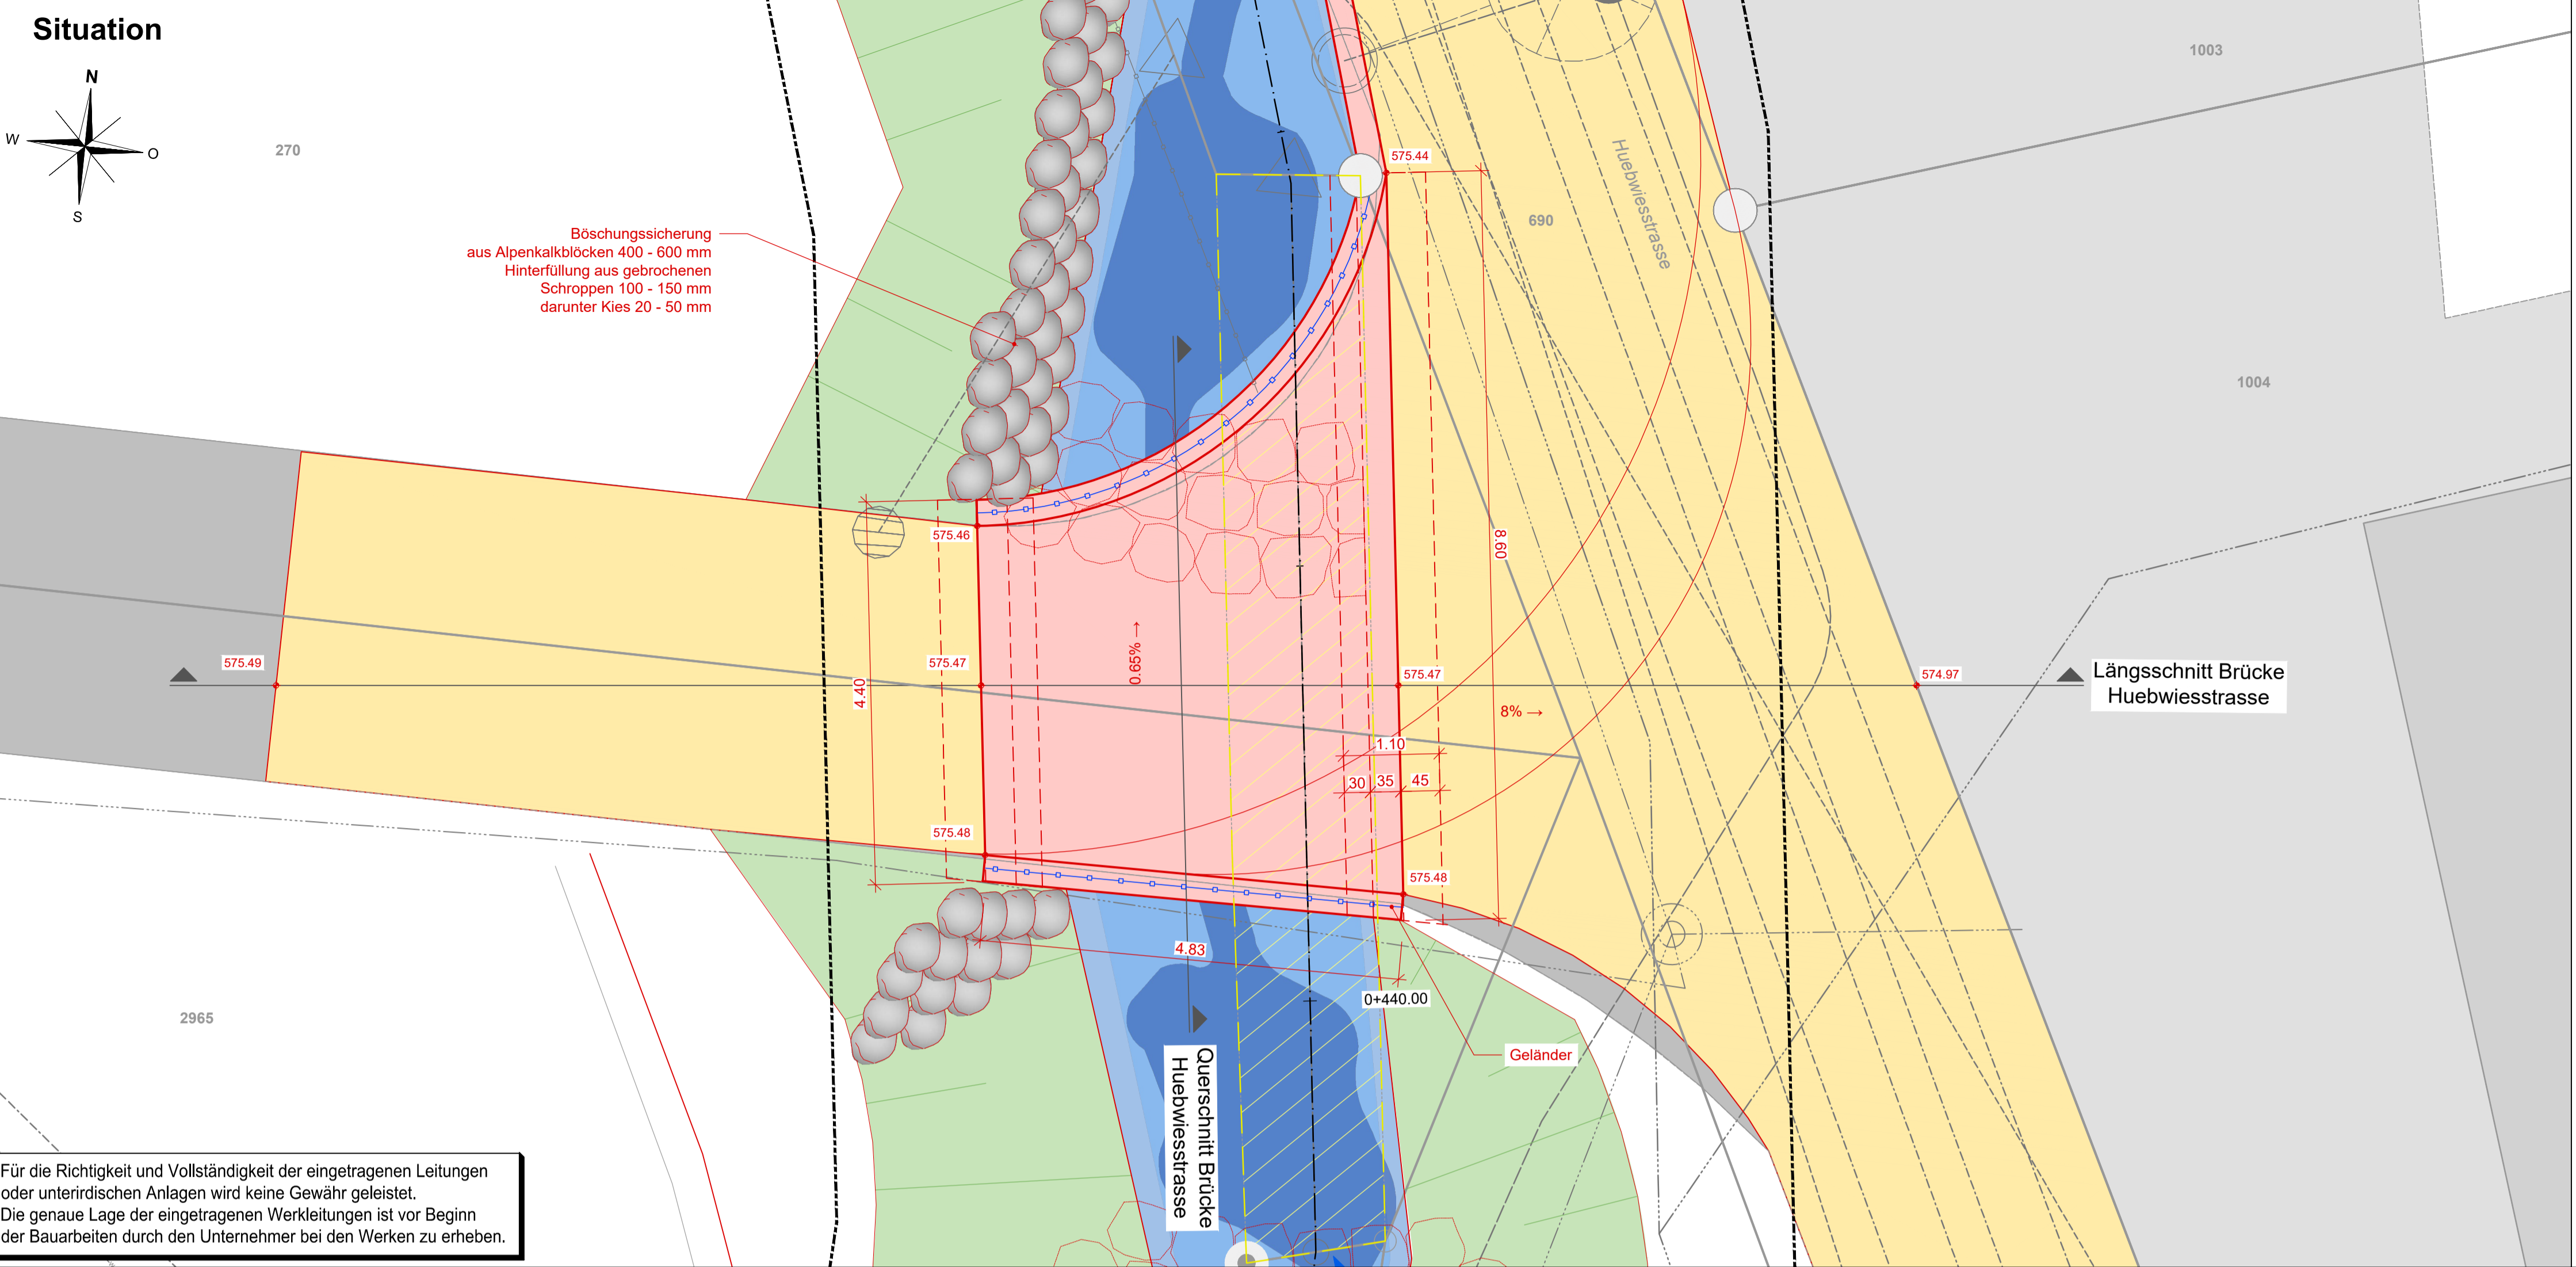 Situation
N
W
O
S
270
1003
575.44
690
Huebwiesstrasse
Böschungssicherung
aus Alpenkalkblöcken 400 - 600 mm
Hinterfüllung aus gebrochenen
Schroppen 100 - 150 mm
darunter Kies 20 - 50 mm
1004
575.46
8.60
575.49
575.47
0.65% →
575.47
574.97
Längsschnitt Brücke
Huebwiesstrasse
4.40
8% →
1.10
30
35
45
575.48
575.48
4.83
0+440.00
2965
Geländer
Querschnitt Brücke
Huebwiesstrasse
Für die Richtigkeit und Vollständigkeit der eingetragenen Leitungen
oder unterirdischen Anlagen wird keine Gewähr geleistet.
Die genaue Lage der eingetragenen Werkleitungen ist vor Beginn
der Bauarbeiten durch den Unternehmer bei den Werken zu erheben.